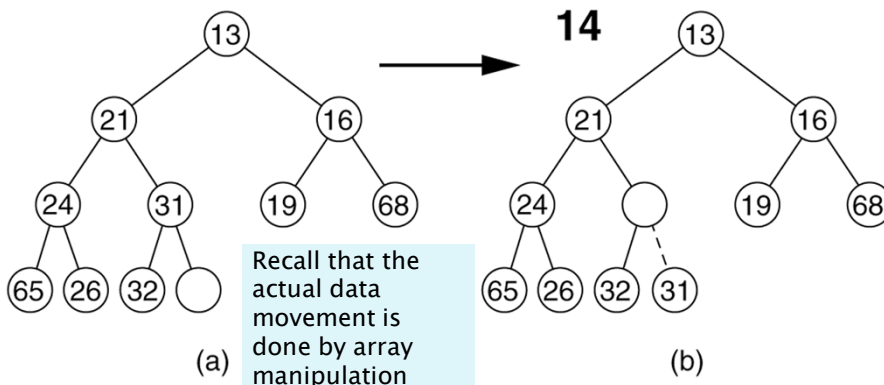 14
13
21 16
24 31 19 68
65 26 32
(a)
Recall that the
actual data
movement is
done by array
manipulation
13
21 16
24 19 68
65 26 32 31
(b)